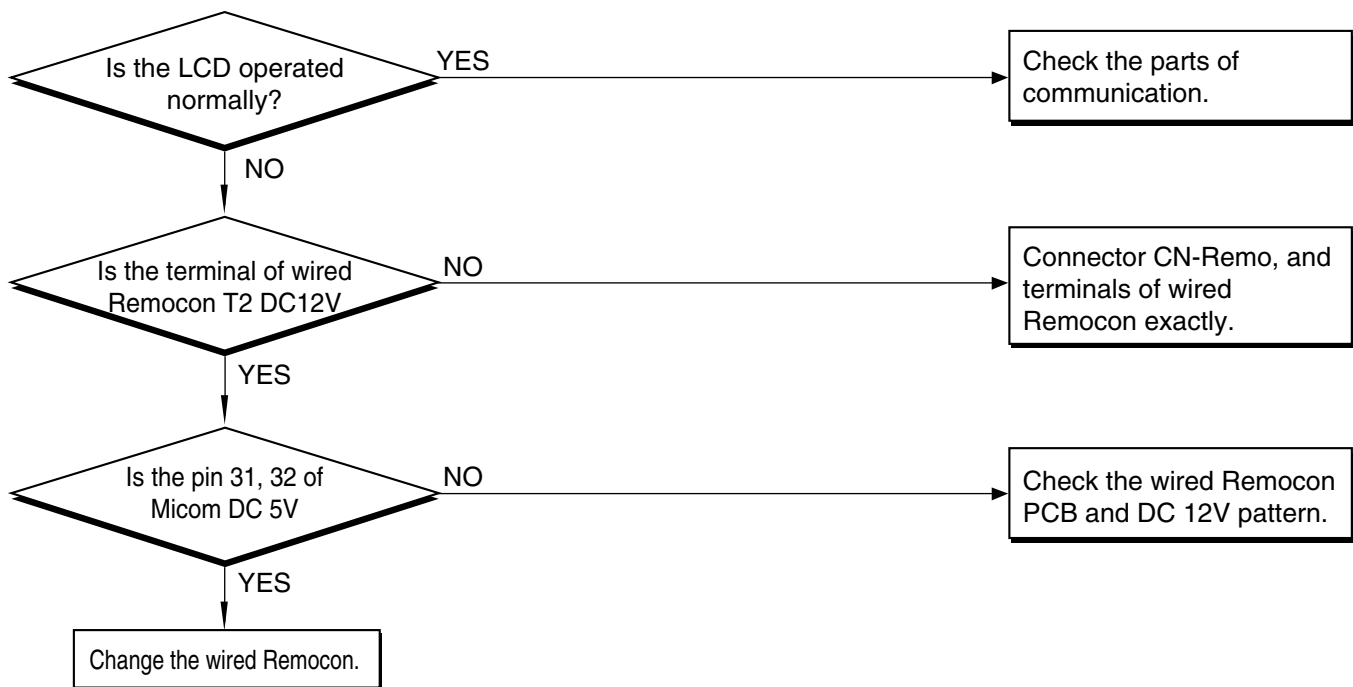 Is the LCD operated
normally?
YES
Check the parts of
communication.
NO
Is the terminal of wired
Remocon T2 DC12V
NO
Connector CN-Remo, and
terminals of wired
Remocon exactly.
YES
Is the pin 31, 32 of
Micom DC 5V
NO
Check the wired Remocon
PCB and DC 12V pattern.
YES
Change the wired Remocon.